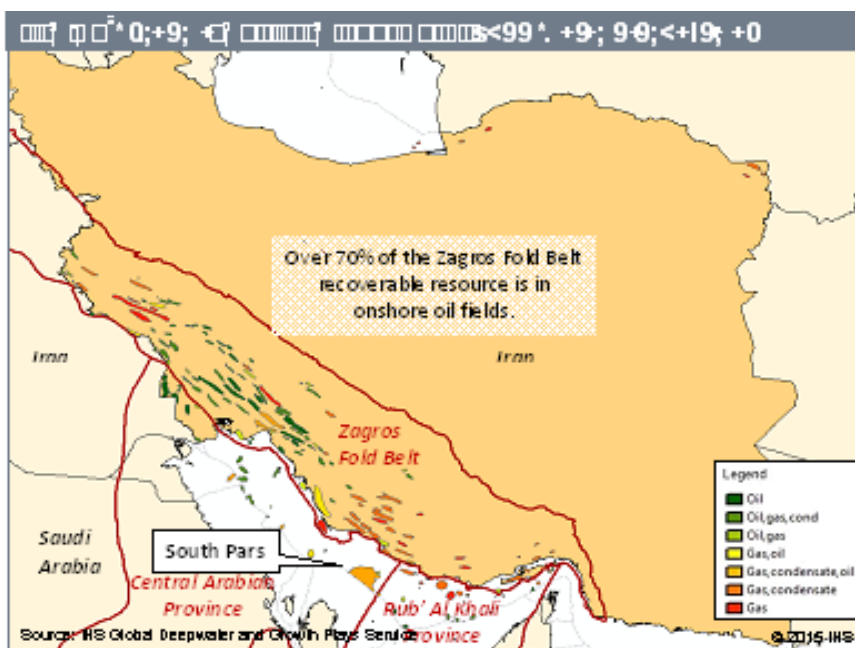 Over 70% of the Zagros Fold Belt
recoverable resource is in
onshore oil fields.
Iran
Iran
Zagros
Fold Belt
Saudi
Arabia
South Pars
Central Arabian
Province
Rub' Al Khali
Province
Legend
Oil
Oil,gas,cond
Oil,gas
Gas,oil
Gas,condensate,oil
Gas,condensate
Gas
Source: IHS Global Deepwater and Growth Plays Service
© 2015 IHS